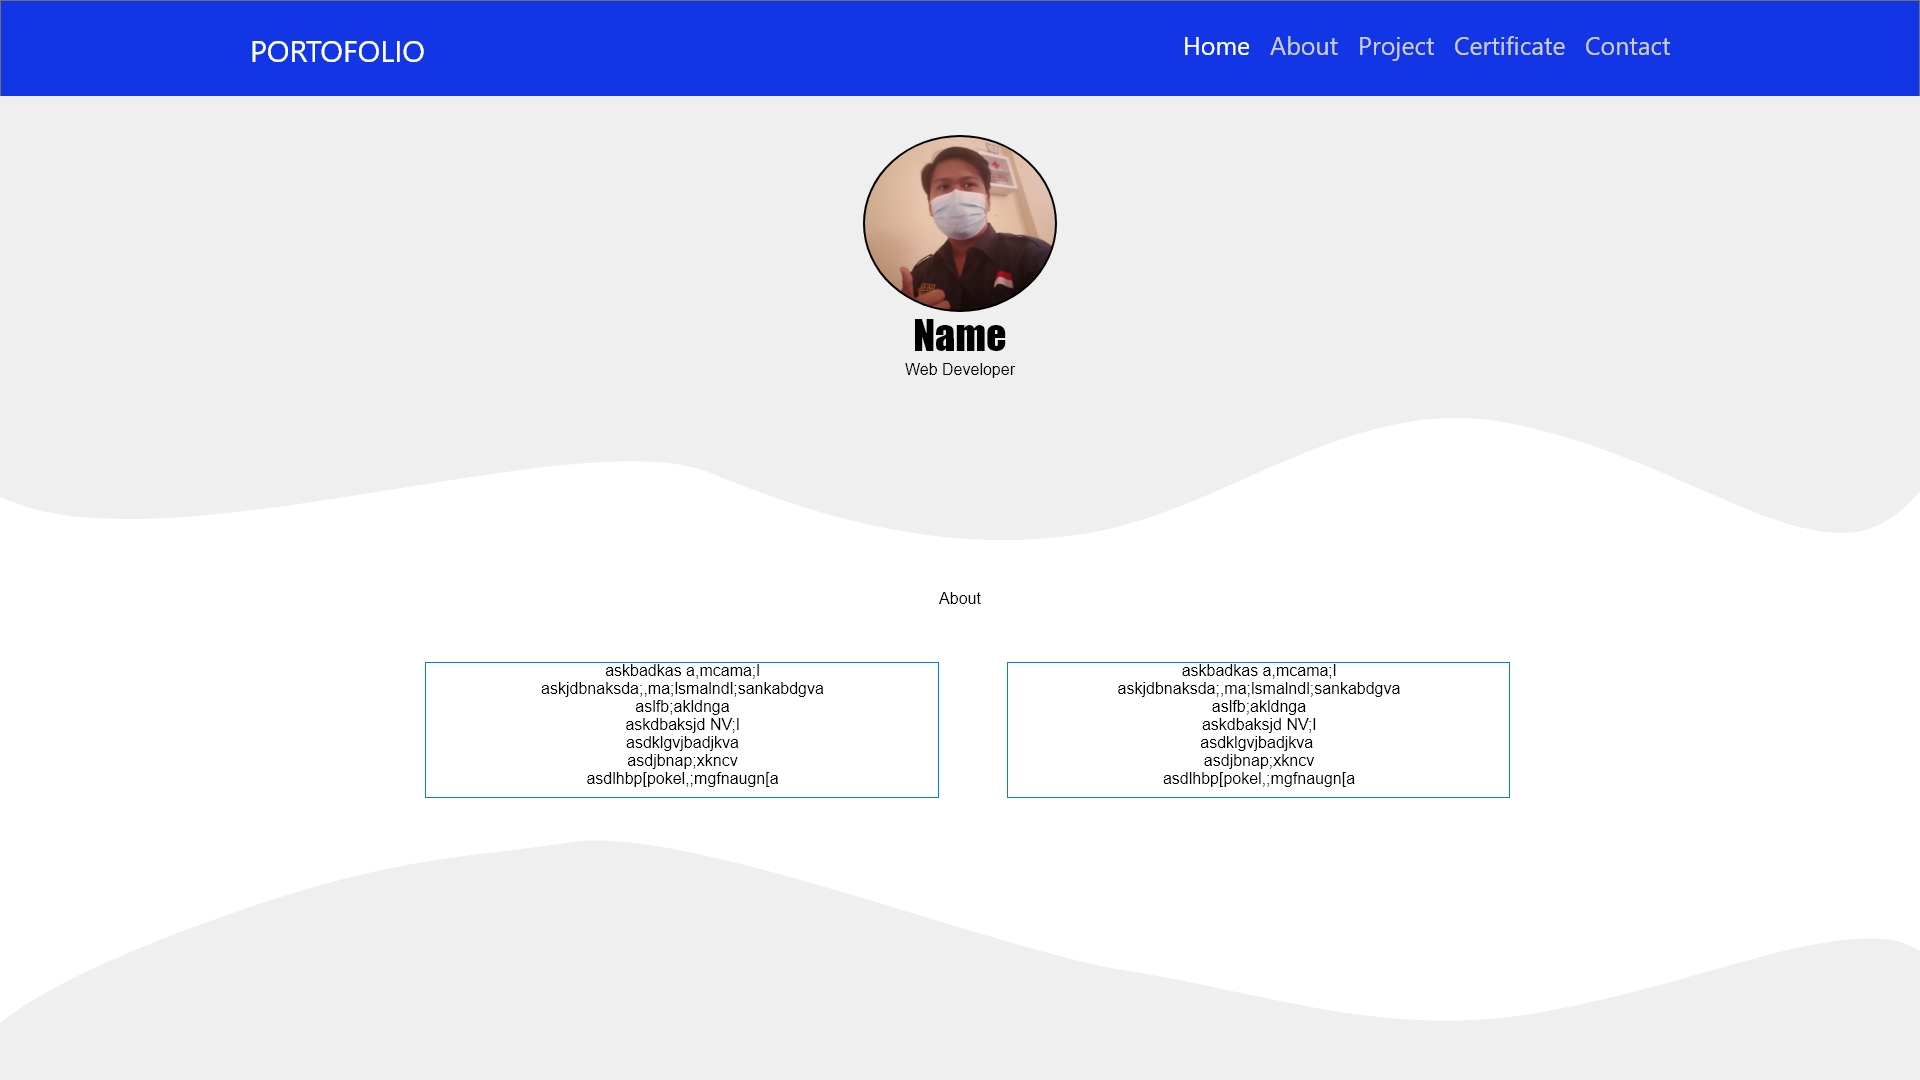 PORTOFOLIO
Home About Project Certificate Contact
Name
Web Developer
About
askbadkas a,mcama;l
askjdbnaksda;,ma;lsmalndl;sankabdgva
aslfb;akldnga
askdbaksjd NV;l
asdklgvjbadjkva
asdjbnap;xkncv
asdlhbp[pokel,;mgfnaugn[a
askbadkas a,mcama;l
askjdbnaksda;,ma;lsmalndl;sankabdgva
aslfb;akldnga
askdbaksjd NV;l
asdklgvjbadjkva
asdjbnap;xkncv
asdlhbp[pokel,;mgfnaugn[a